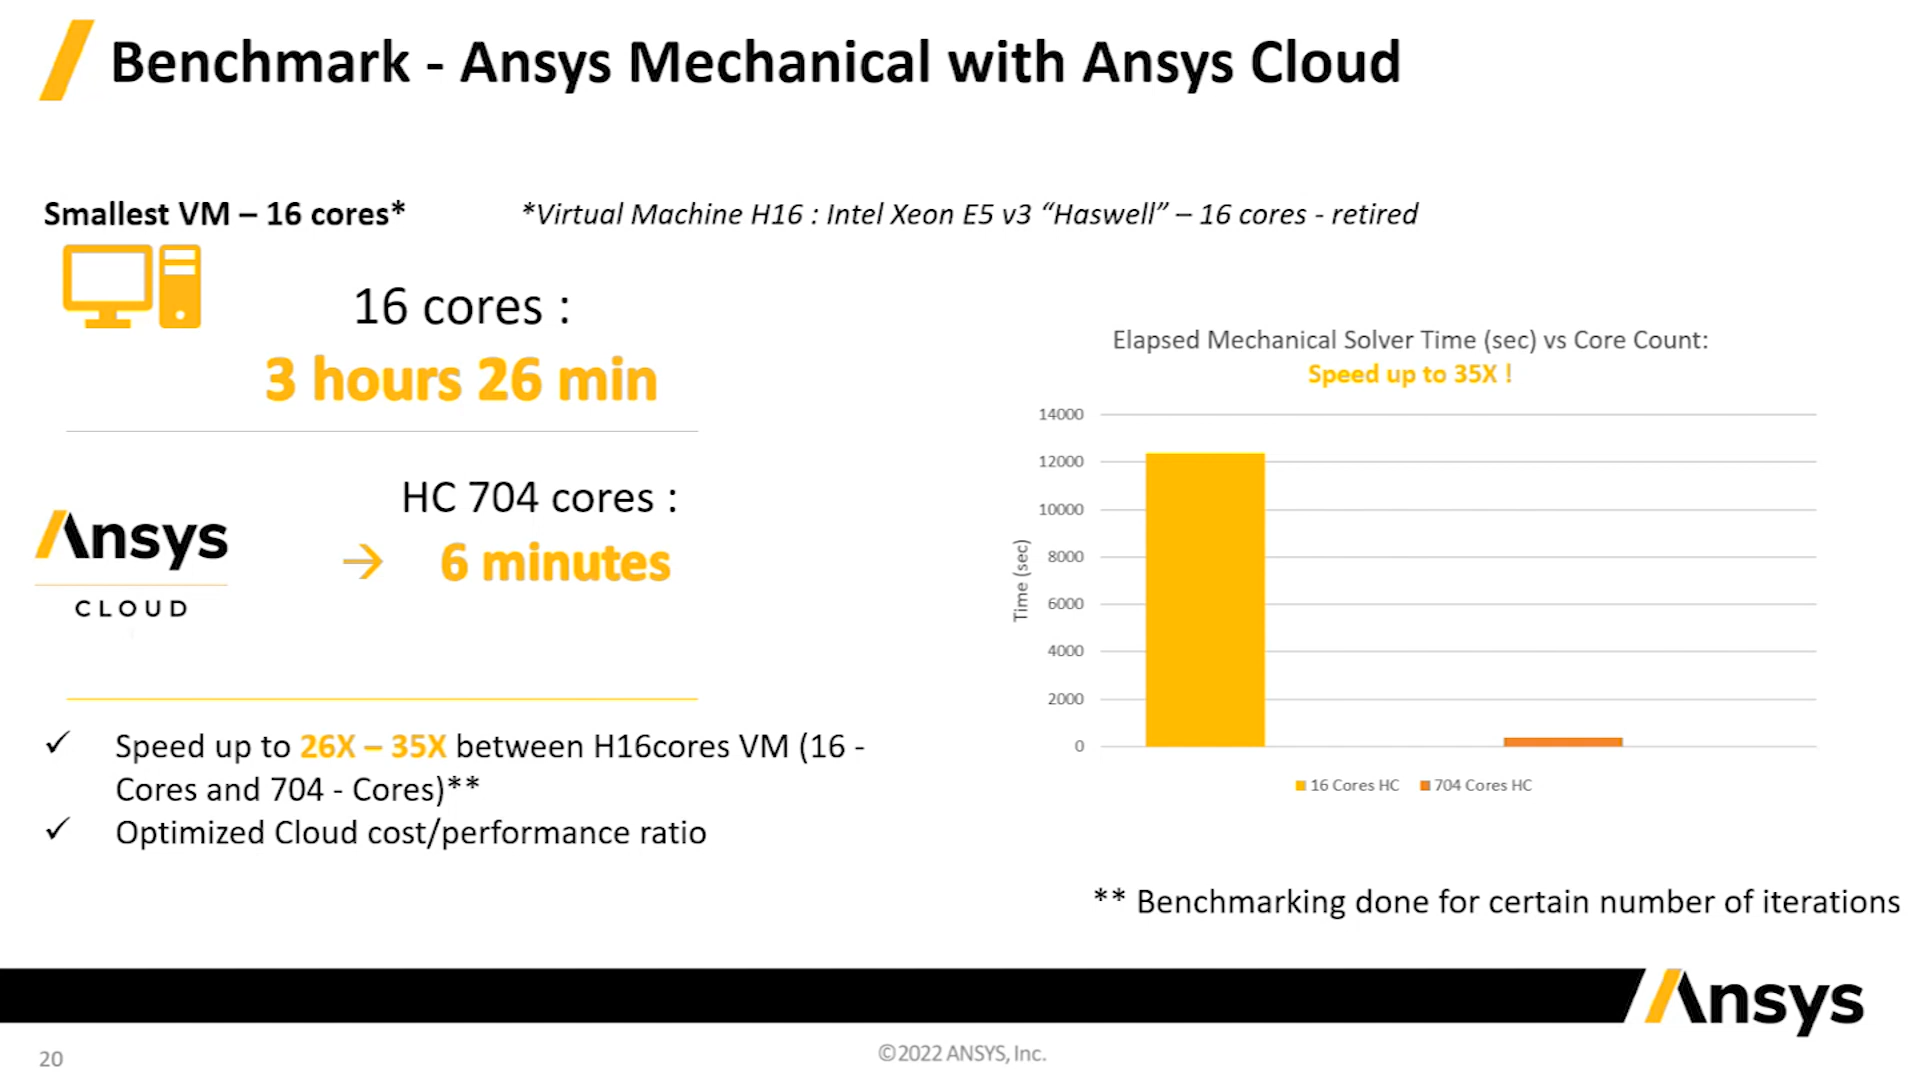 Benchmark - Ansys Mechanical with Ansys Cloud
Smallest VM – 16 cores*
*Virtual Machine H16 : Intel Xeon E5 v3 “Haswell” – 16 cores - retired
16 cores :
3 hours 26 min
HC 704 cores :
→ 6 minutes
Ansys
CLOUD
✓ Speed up to 26X – 35X between H16cores VM (16 -
Cores and 704 - Cores)**
✓ Optimized Cloud cost/performance ratio
Elapsed Mechanical Solver Time (sec) vs Core Count:
Speed up to 35X !
14000
12000
10000
8000
6000
4000
2000
0
Time (sec)
16 Cores HC
704 Cores HC
** Benchmarking done for certain number of iterations
Ansys
20
©2022 ANSYS, Inc.